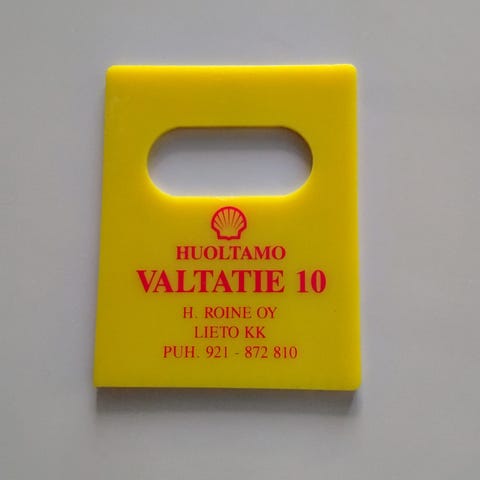 HUOLTAMO
VALTATIE 10
H. ROINE OY
LIETO KK
PUH. 921 - 872 810